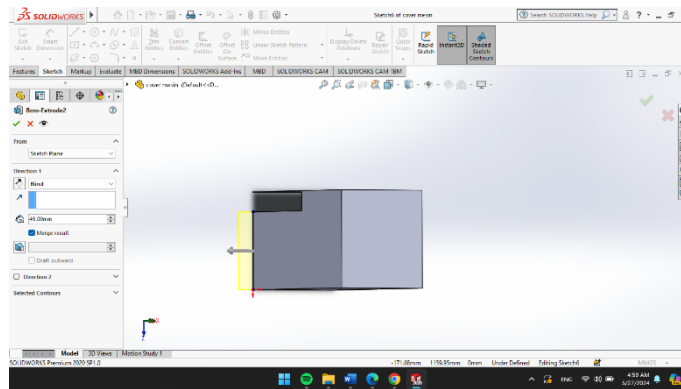 SOLIDWORKS
Sketch6 of cover mesin
Search SOLIDWORKS Help
Exit Sketch
Smart Dimension
Trim Entities
Convert Entities
Offset Entities
Offset On Surface
Mirror Entities
Linear Sketch Pattern
Move Entities
Display/Delete Relations
Repair Sketch
Quick Snaps
Rapid Sketch
Instant2D
Shaded Sketch Contours
Features Sketch Markup Evaluate MBD Dimensions SOLIDWORKS Add-Ins MBD SOLIDWORKS CAM SOLIDWORKS CAM TBM
cover mesin (Default<<D...
Boss-Extrude2
From
Sketch Plane
Direction 1
Blind
45.00mm
Merge result
Draft outward
Direction 2
Selected Contours
Model 3D Views Motion Study 1
SOLIDWORKS Premium 2020 SP1.0
-171.68mm 1159.95mm 0mm Under Defined Editing Sketch6 MMGS
ENG
4:59 AM
5/27/2024